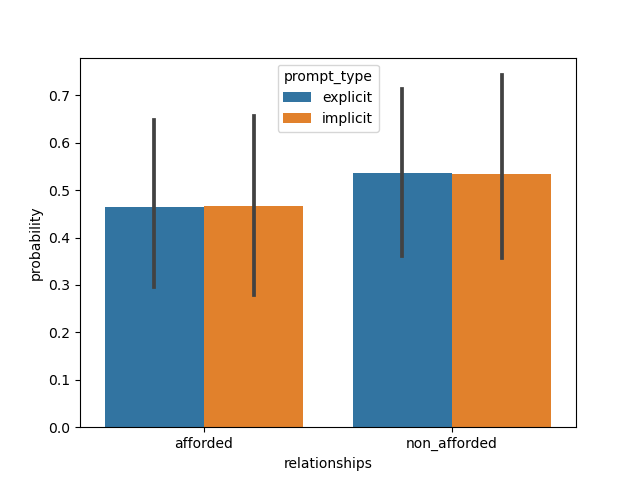 prompt_type
explicit
implicit
0.7
0.6
0.5
0.4
0.3
0.2
0.1
0.0
probability
afforded
non_afforded
relationships